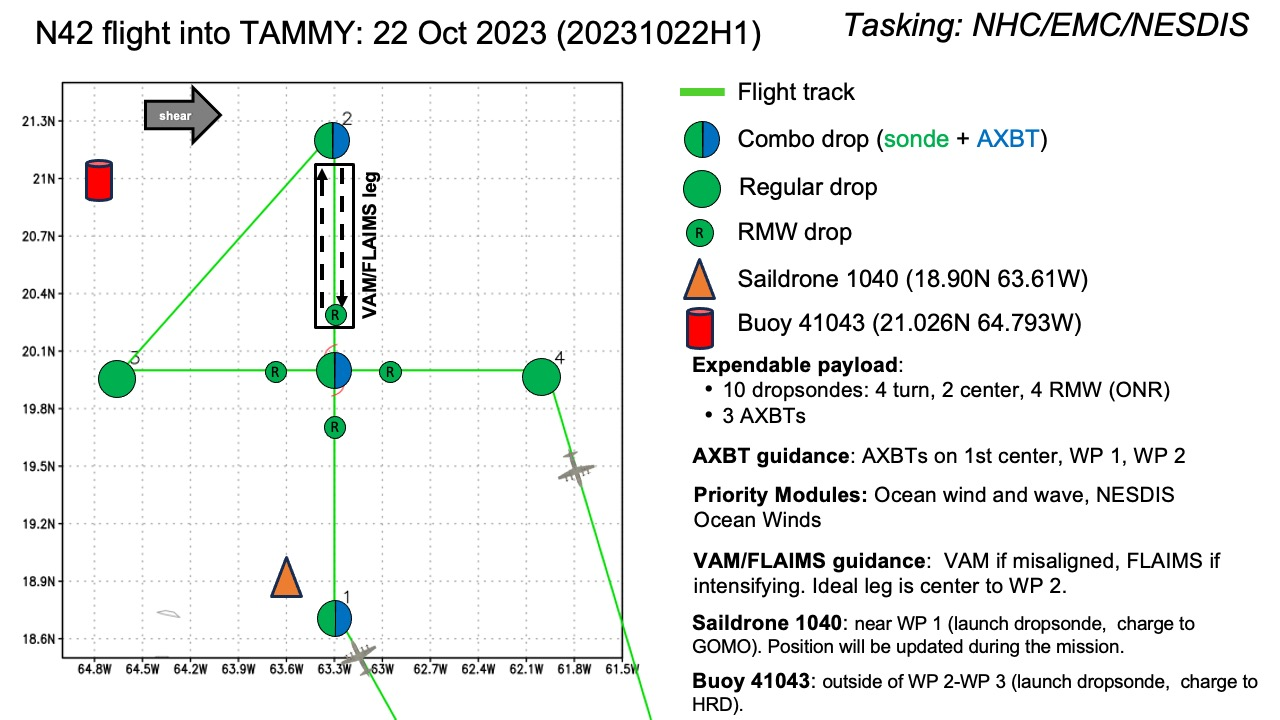 N42 flight into TAMMY: 22 Oct 2023 (20231022H1)
Tasking: NHC/EMC/NESDIS
shear
2
21.3N
21N
20.7N
20.4N
20.1N
19.8N
19.5N
19.2N
18.9N
18.6N
VAM/FLAIMS leg
R
3
4
R
R
R
1
64.8W 64.5W 64.2W 63.9W 63.6W 63.3W 63W 62.7W 62.4W 62.1W 61.8W 61.5W
Flight track
Combo drop (sonde + AXBT)
Regular drop
R RMW drop
Saildrone 1040 (18.90N 63.61W)
Buoy 41043 (21.026N 64.793W)
Expendable payload:
• 10 dropsondes: 4 turn, 2 center, 4 RMW (ONR)
• 3 AXBTs
AXBT guidance: AXBTs on 1st center, WP 1, WP 2
Priority Modules: Ocean wind and wave, NESDIS
Ocean Winds
VAM/FLAIMS guidance: VAM if misaligned, FLAIMS if
intensifying. Ideal leg is center to WP 2.
Saildrone 1040: near WP 1 (launch dropsonde, charge to
GOMO). Position will be updated during the mission.
Buoy 41043: outside of WP 2-WP 3 (launch dropsonde, charge to
HRD).